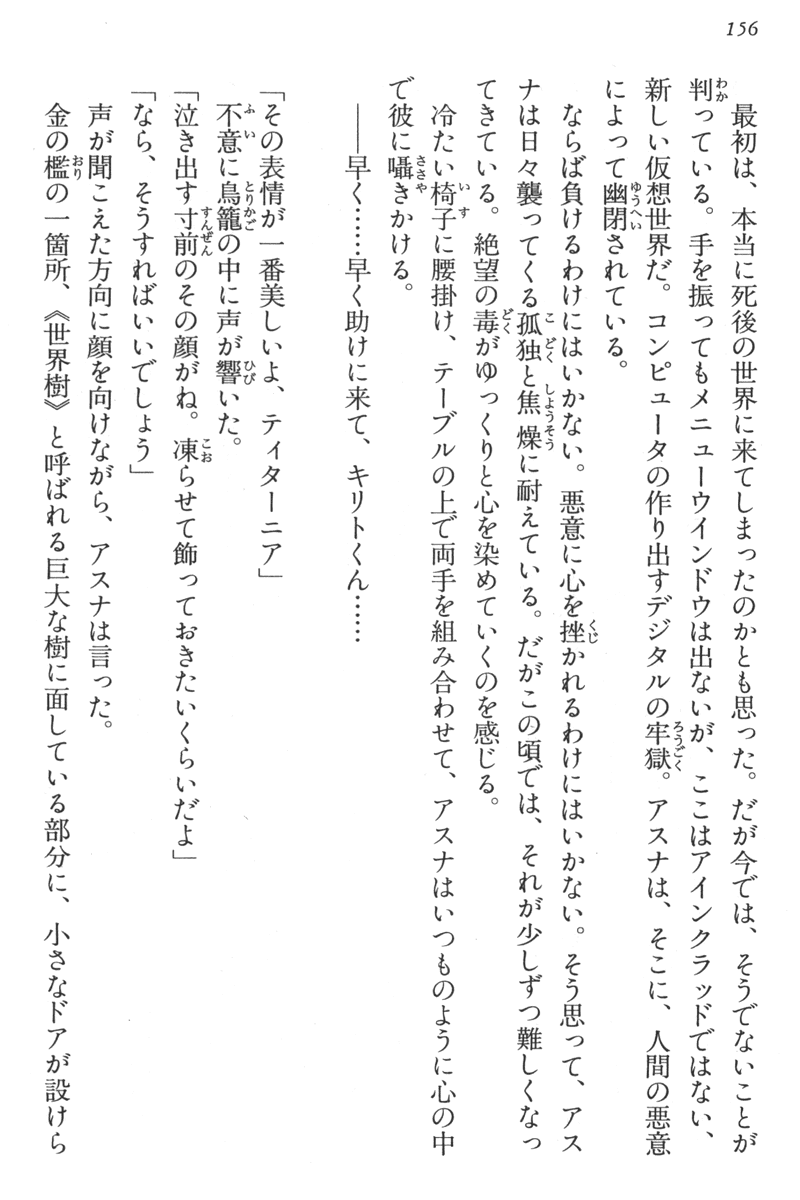 156
最初は、本当に死後の世界に来てしまったのかとも思った。だが今では、そうでないことが
判っている。手を振ってもメニューウインドウは出ないが、ここはアインクラッドではない、
新しい仮想世界だ。コンピュータの作り出すデジタルの牢獄。アスナは、そこに、人間の悪意
によって幽閉されている。
ならば負けるわけにはいかない。悪意に心を挫かれるわけにはいかない。そう思って、アス
ナは日々襲ってくる孤独と焦燥に耐えている。だがこの頃では、それが少しずつ難しくなっ
てきている。絶望の毒がゆっくりと心を染めていくのを感じる。
冷たい椅子に腰掛け、テーブルの上で両手を組み合わせて、アスナはいつものように心の中
で彼に囁きかける。
――早く……早く助けに来て、キリトくん……
「その表情が一番美しいよ、ティターニア」
不意に鳥籠の中に声が響いた。
「泣き出す寸前のその顔がね。凍らせて飾っておきたいくらいだよ」
「なら、そうすればいいでしょう」
声が聞こえた方向に顔を向けながら、アスナは言った。
金の檻の一箇所、《世界樹》と呼ばれる巨大な樹に面している部分に、小さなドアが設けら